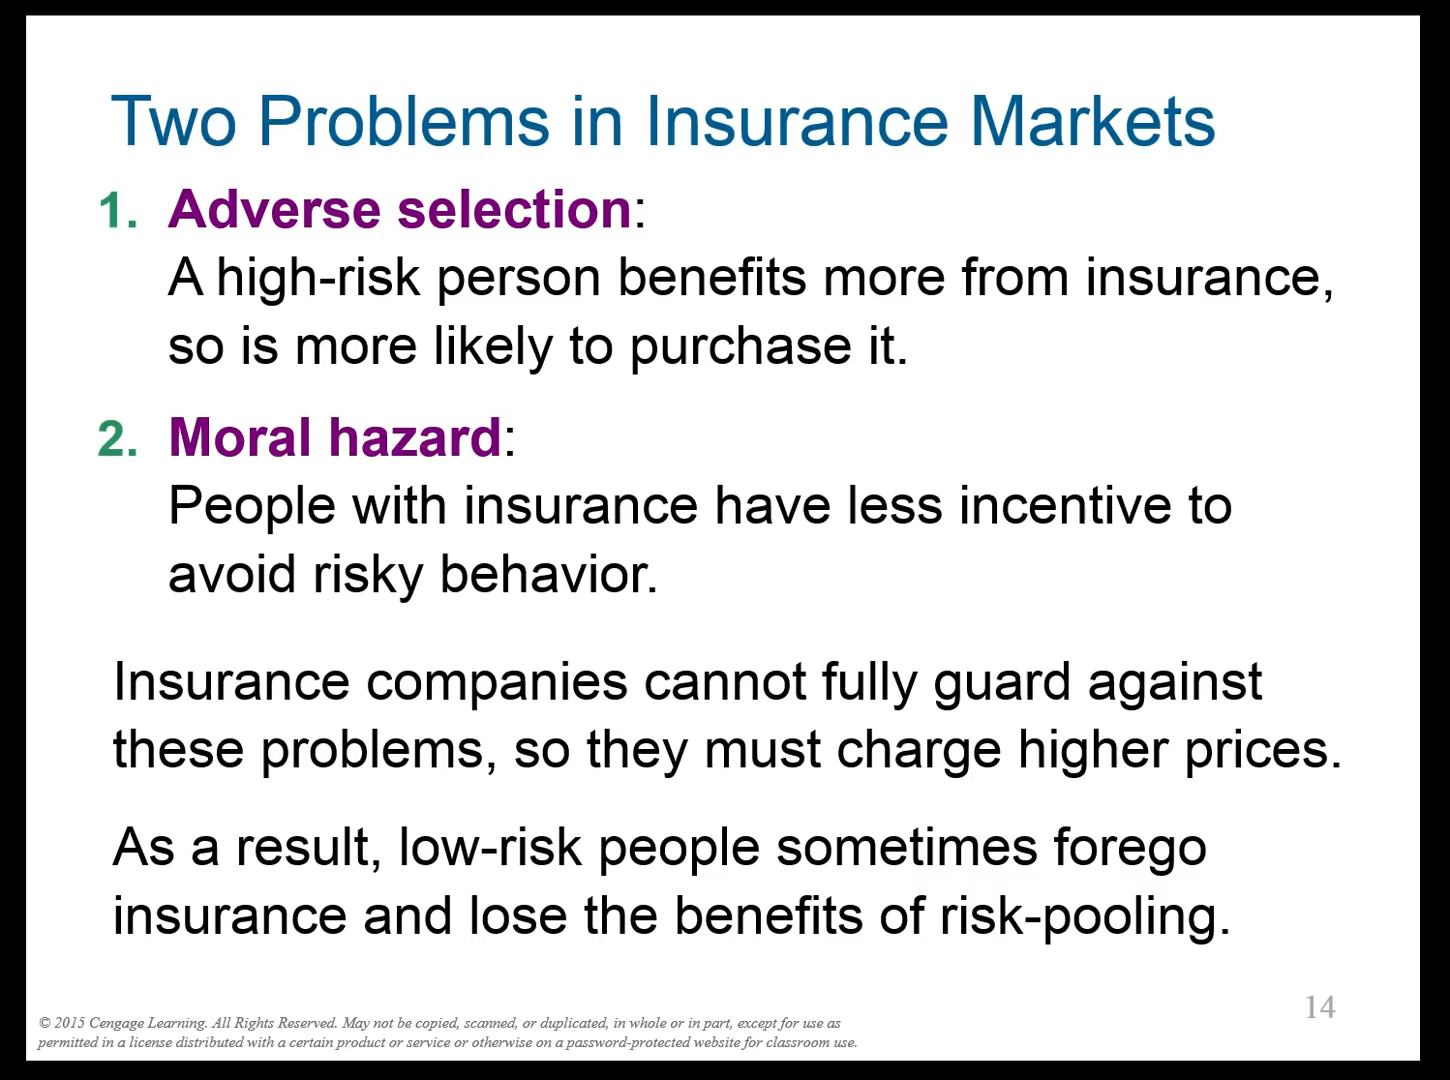 Two Problems in Insurance Markets
1. Adverse selection:
A high-risk person benefits more from insurance,
so is more likely to purchase it.
2. Moral hazard:
People with insurance have less incentive to
avoid risky behavior.
Insurance companies cannot fully guard against
these problems, so they must charge higher prices.
As a result, low-risk people sometimes forego
insurance and lose the benefits of risk-pooling.
14
© 2015 Cengage Learning. All Rights Reserved. May not be copied, scanned, or duplicated, in whole or in part, except for use as
permitted in a license distributed with a certain product or service or otherwise on a password-protected website for classroom use.